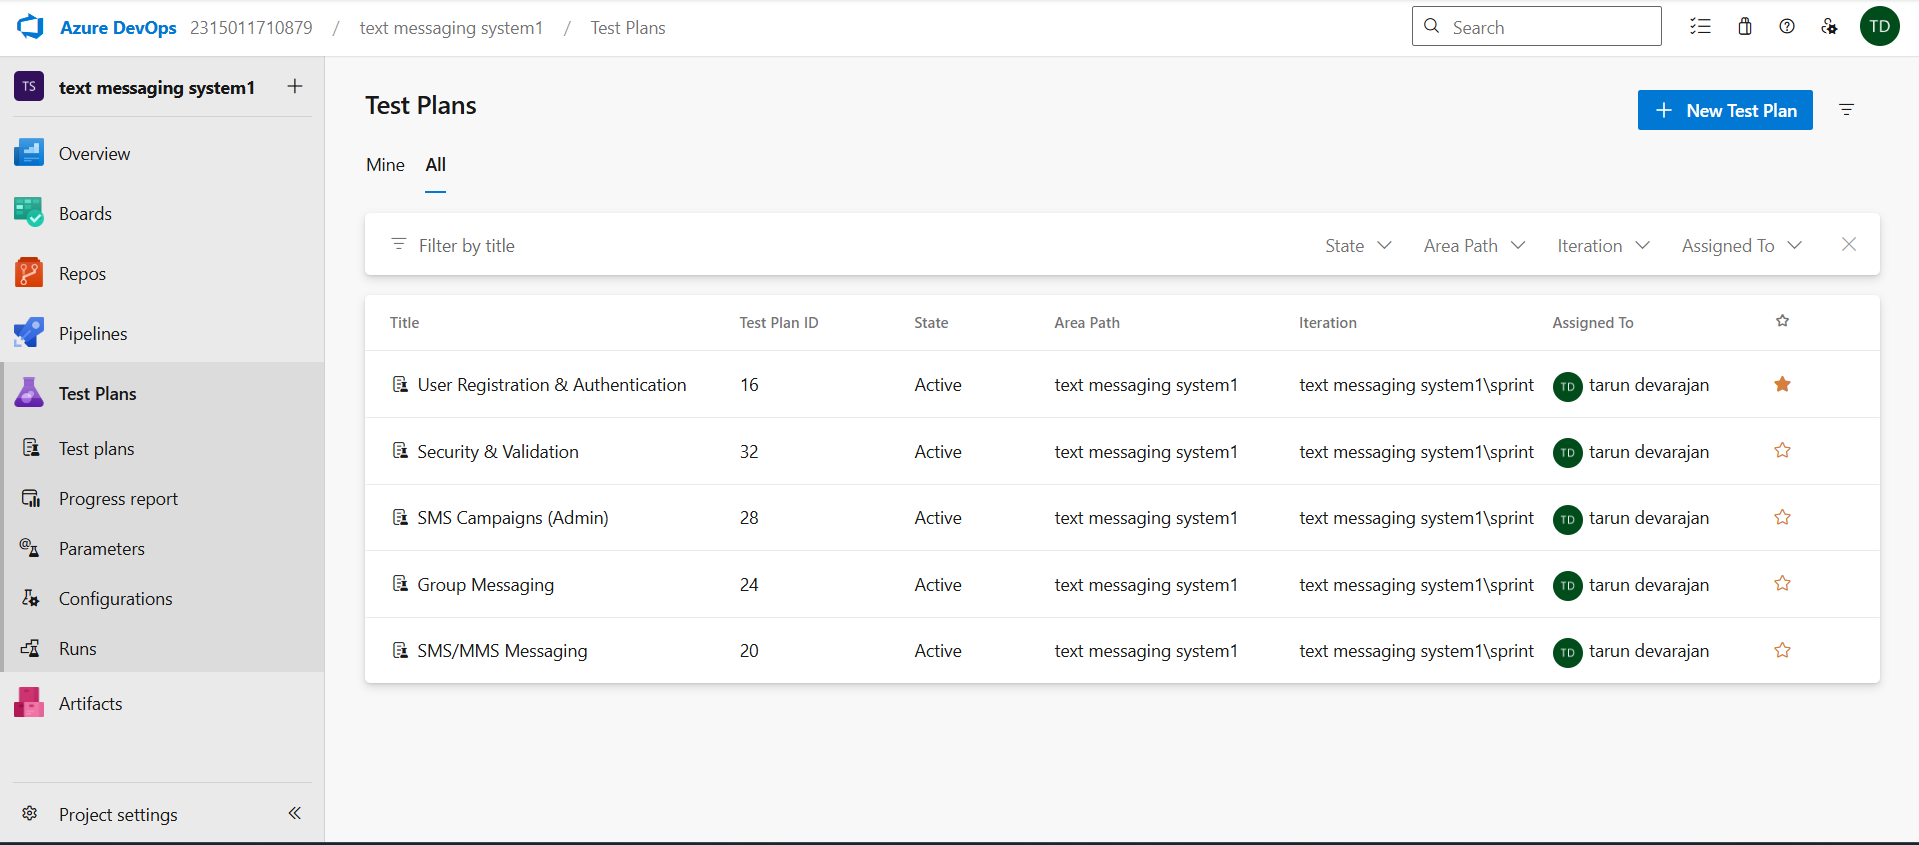 Azure DevOps 2315011710879 / text messaging system1 / Test Plans Search TD
TS text messaging system1
Overview
Boards
Repos
Pipelines
Test Plans
Test plans
Progress report
Parameters
Configurations
Runs
Artifacts
Project settings
Test Plans
New Test Plan
Mine All
Filter by title State Area Path Iteration Assigned To
Title Test Plan ID State Area Path Iteration Assigned To
User Registration & Authentication 16 Active text messaging system1 text messaging system1\sprint TD tarun devarajan
Security & Validation 32 Active text messaging system1 text messaging system1\sprint TD tarun devarajan
SMS Campaigns (Admin) 28 Active text messaging system1 text messaging system1\sprint TD tarun devarajan
Group Messaging 24 Active text messaging system1 text messaging system1\sprint TD tarun devarajan
SMS/MMS Messaging 20 Active text messaging system1 text messaging system1\sprint TD tarun devarajan